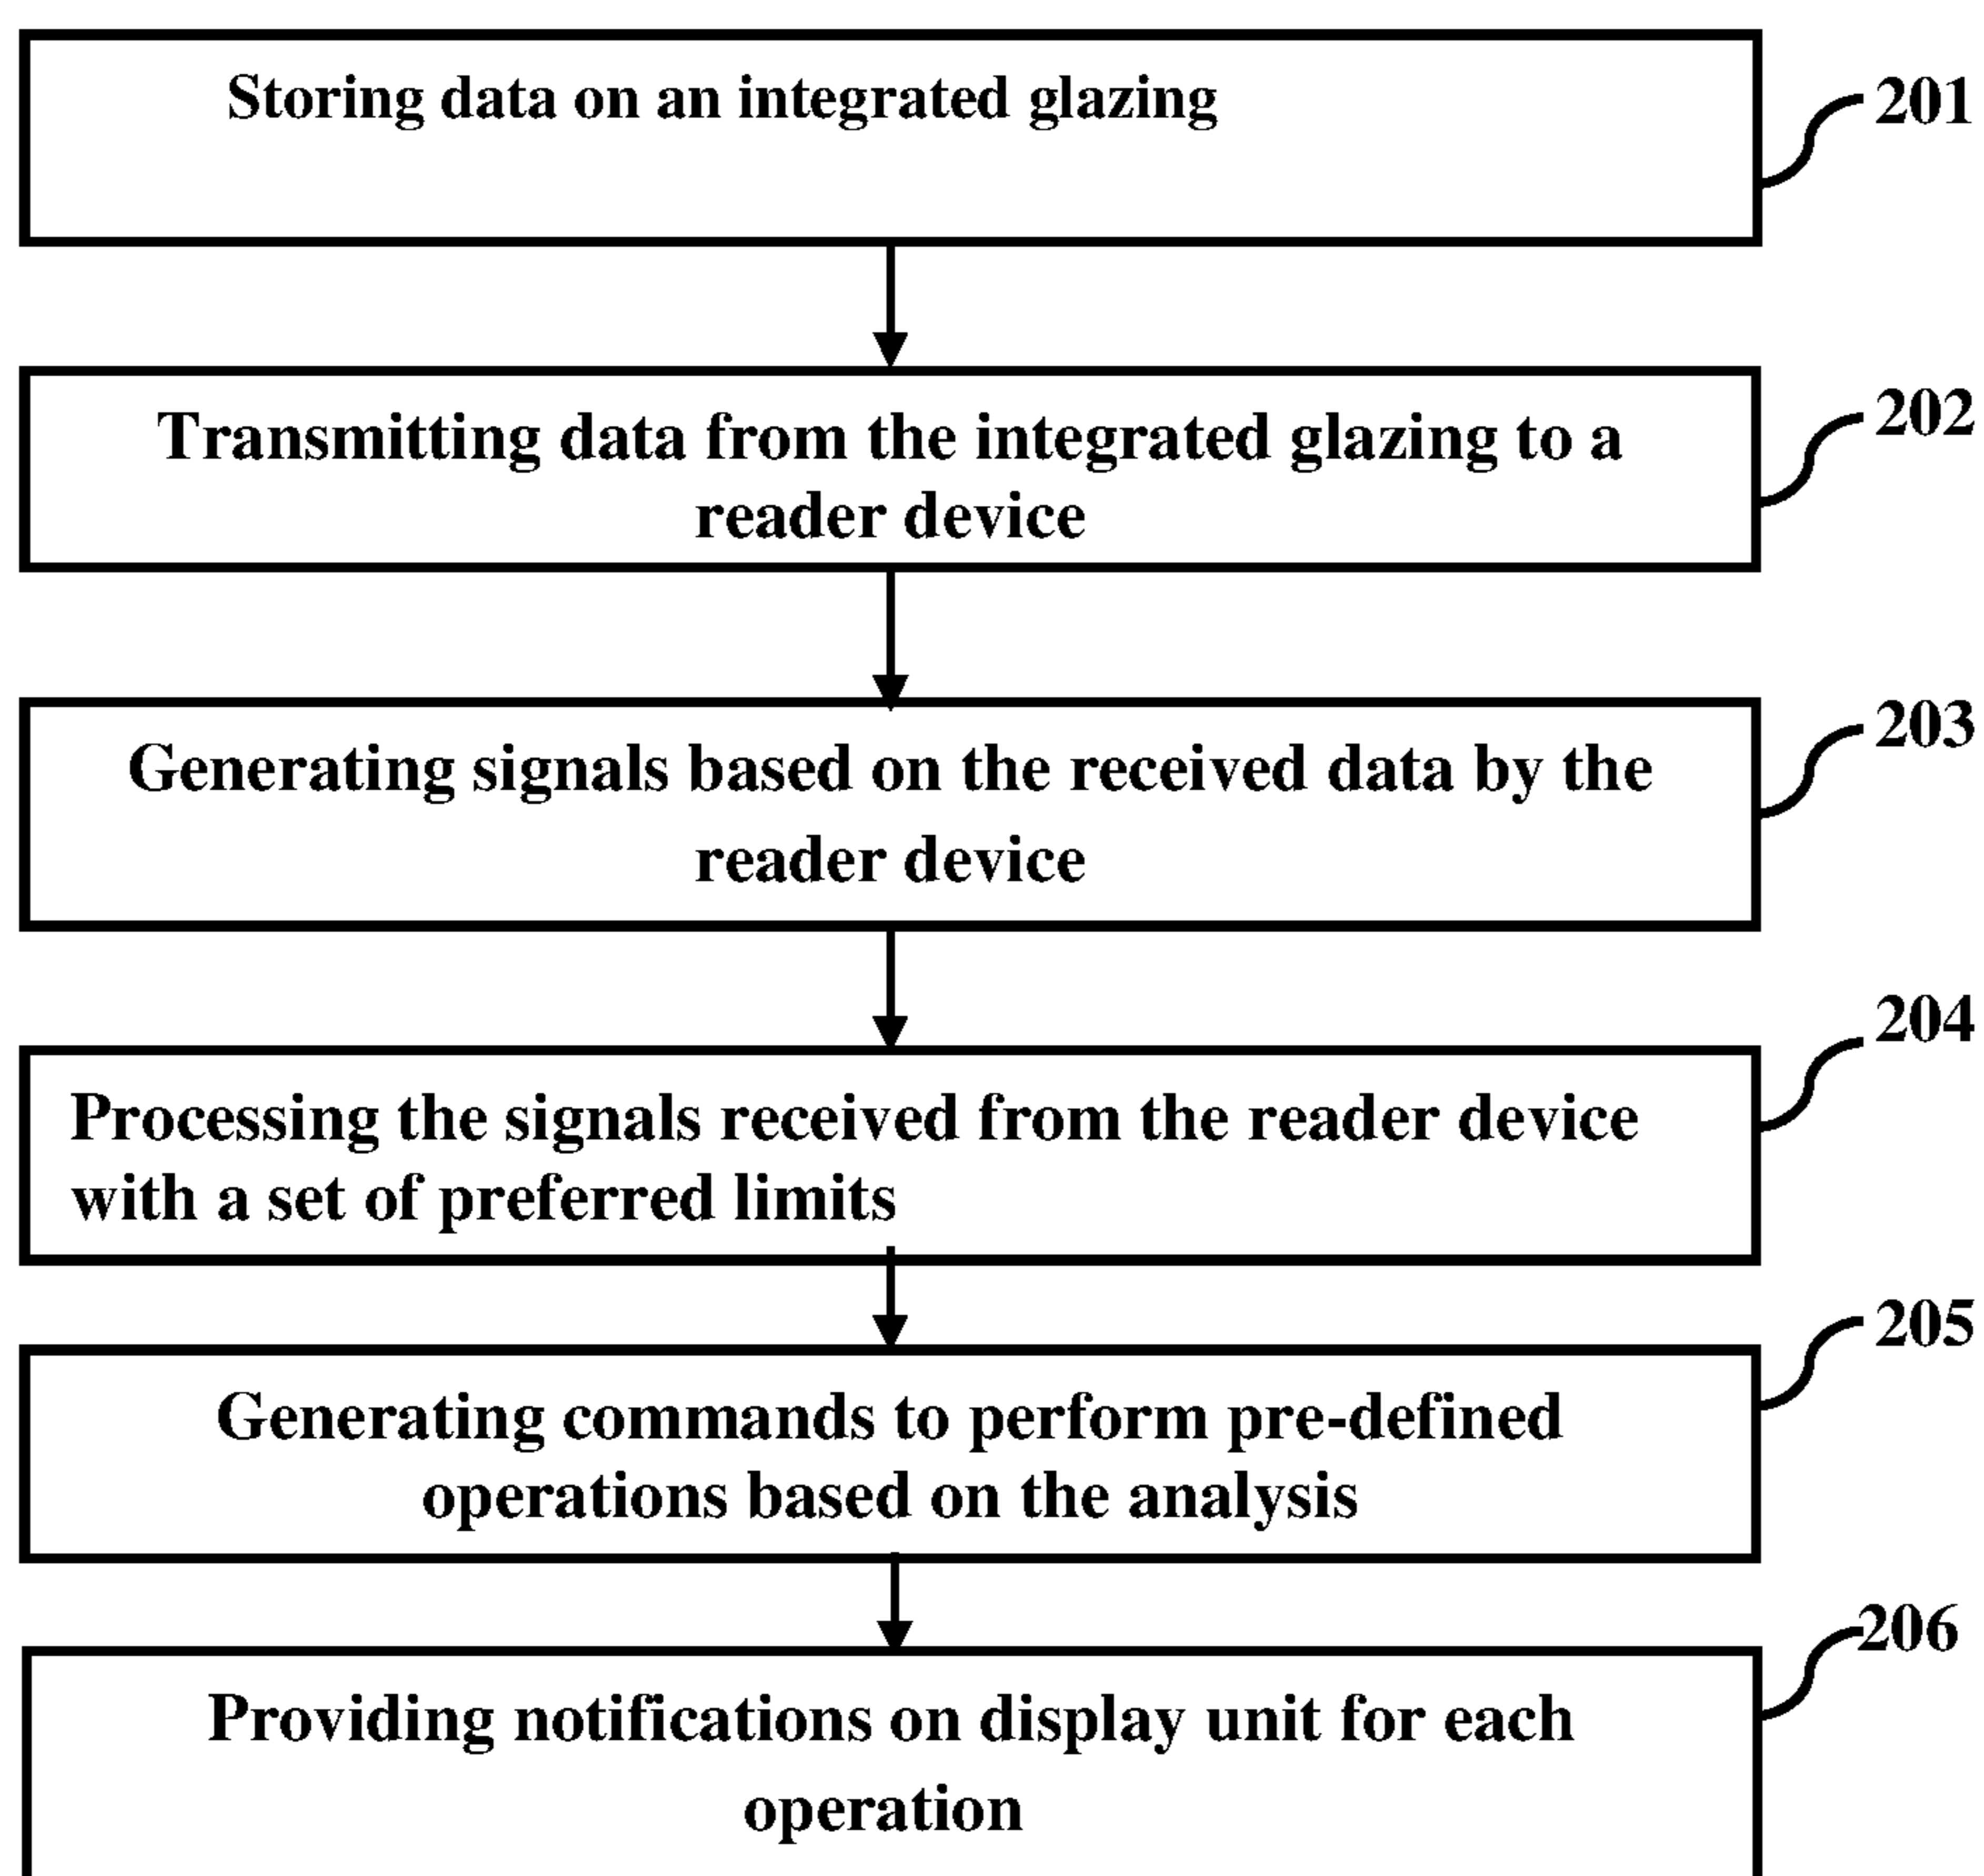 Storing data on an integrated glazing
201
Transmitting data from the integrated glazing to a
reader device
202
Generating signals based on the received data by the
reader device
203
Processing the signals received from the reader device
with a set of preferred limits
204
Generating commands to perform pre-defined
operations based on the analysis
205
Providing notifications on display unit for each
operation
206